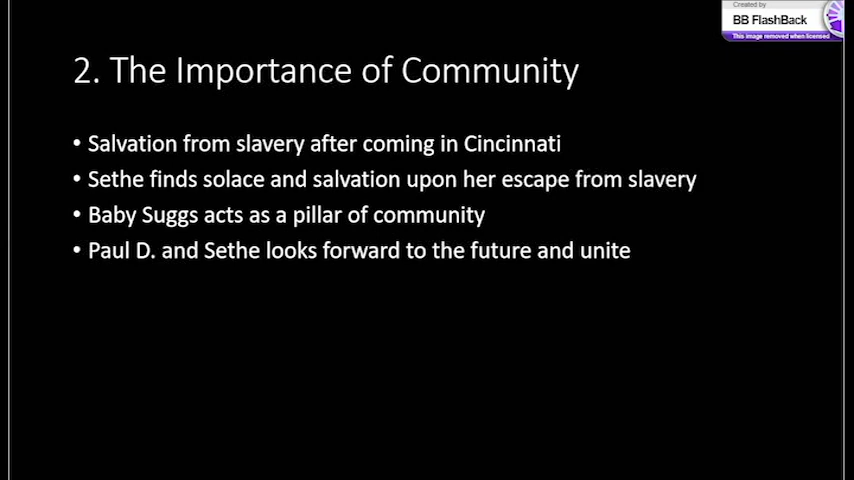 Created by
BB FlashBack
This image removed when licensed
2. The Importance of Community
• Salvation from slavery after coming in Cincinnati
• Sethe finds solace and salvation upon her escape from slavery
• Baby Suggs acts as a pillar of community
• Paul D. and Sethe looks forward to the future and unite